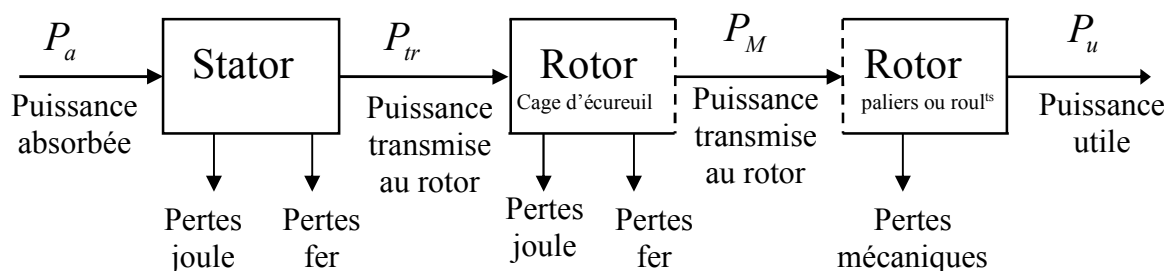 P_a
Puissance
absorbée
Stator
Pertes
joule
Pertes
fer
P_tr
Puissance
transmise
au rotor
Rotor
Cage d'écureuil
Pertes
joule
Pertes
fer
P_M
Puissance
transmise
au rotor
Rotor
paliers ou roul^ts
Pertes
mécaniques
P_u
Puissance
utile